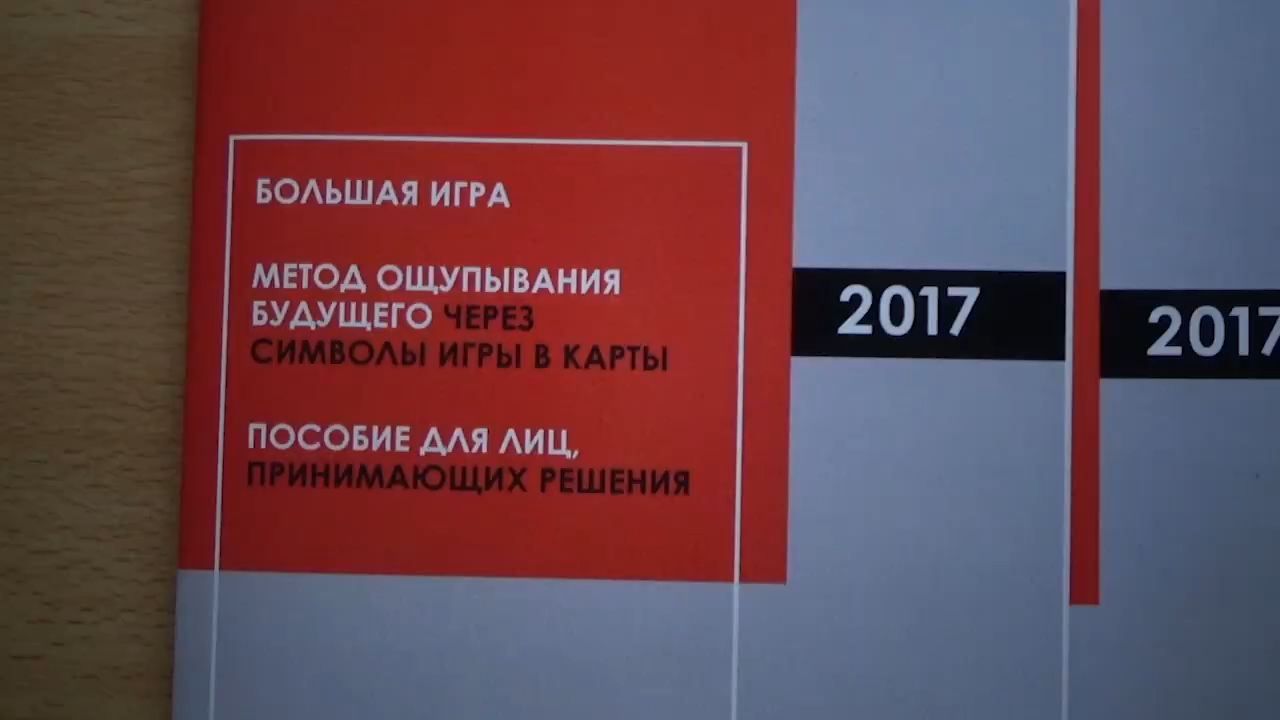 БОЛЬШАЯ ИГРА
МЕТОД ОЩУПЫВАНИЯ
БУДУЩЕГО ЧЕРЕЗ
СИМВОЛЫ ИГРЫ В КАРТЫ
ПОСОБИЕ ДЛЯ ЛИЦ,
ПРИНИМАЮЩИХ РЕШЕНИЯ
2017
2017